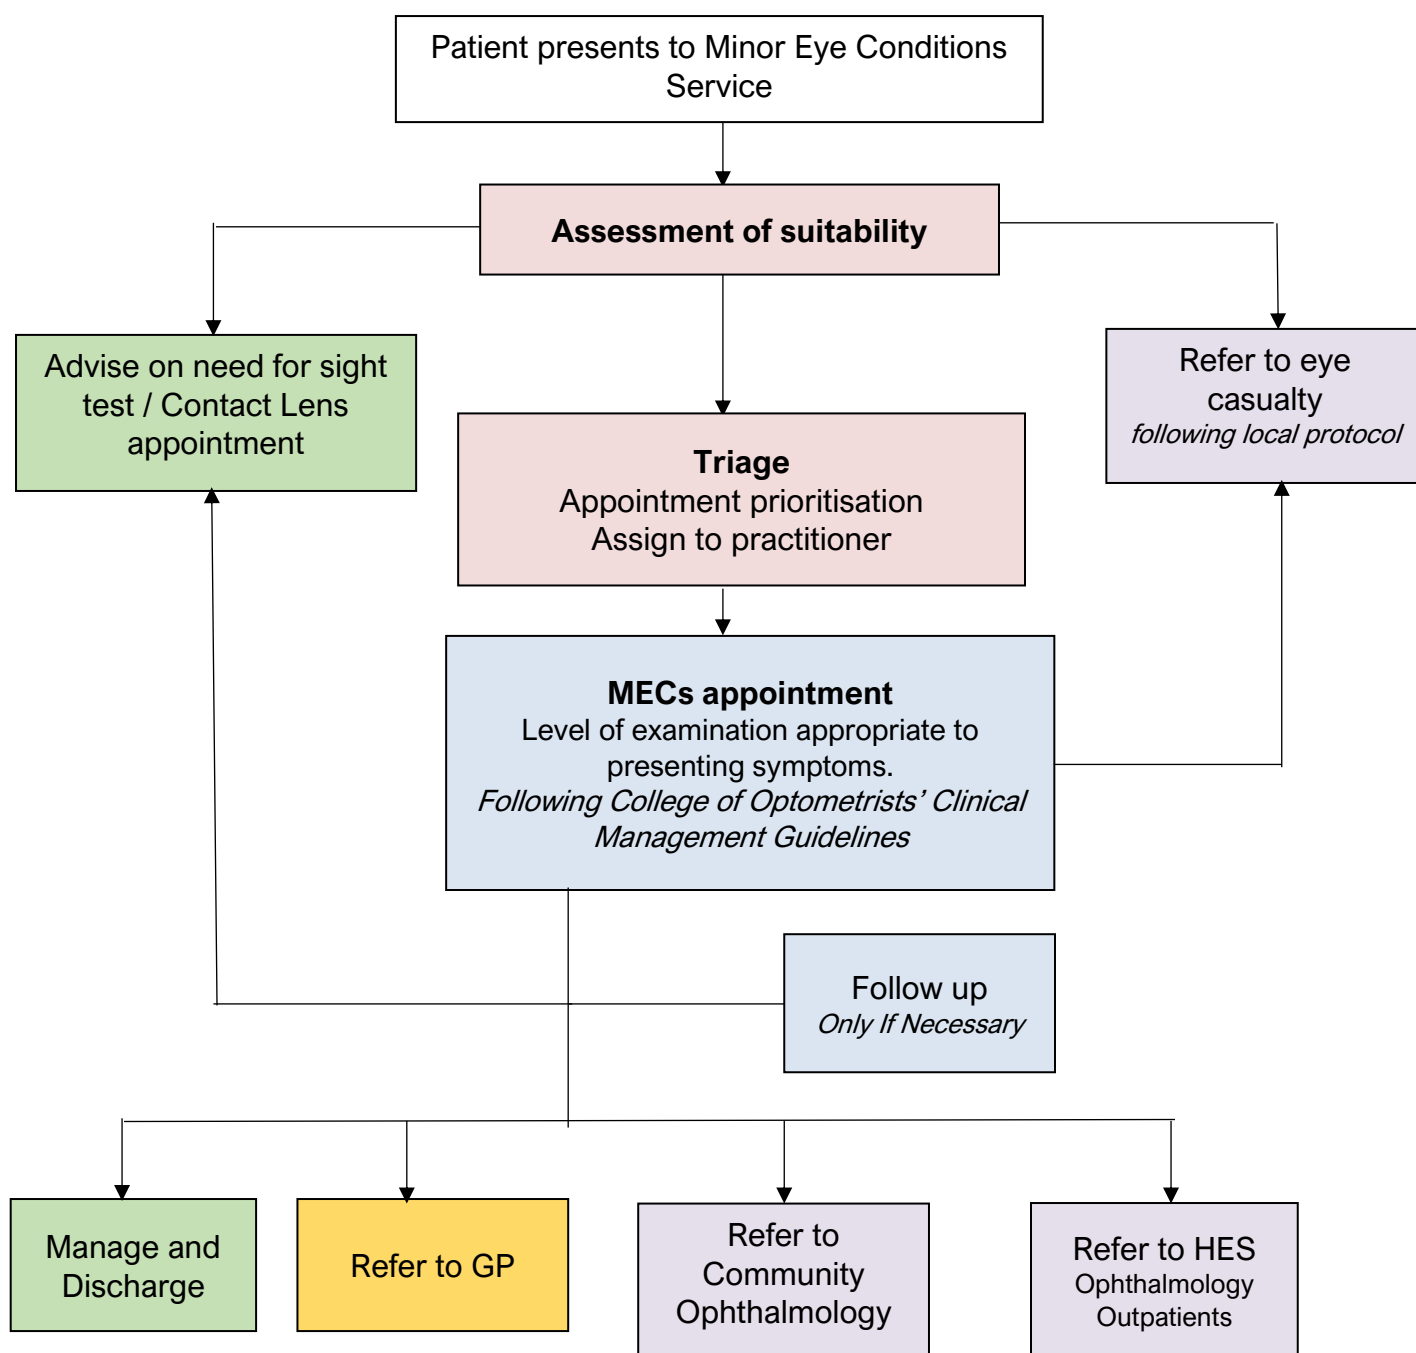 Patient presents to Minor Eye Conditions
Service
Assessment of suitability
Advise on need for sight
test / Contact Lens
appointment
Refer to eye
casualty
following local protocol
Triage
Appointment prioritisation
Assign to practitioner
MECs appointment
Level of examination appropriate to
presenting symptoms.
Following College of Optometrists’ Clinical
Management Guidelines
Follow up
Only If Necessary
Manage and
Discharge
Refer to GP
Refer to
Community
Ophthalmology
Refer to HES
Ophthalmology
Outpatients